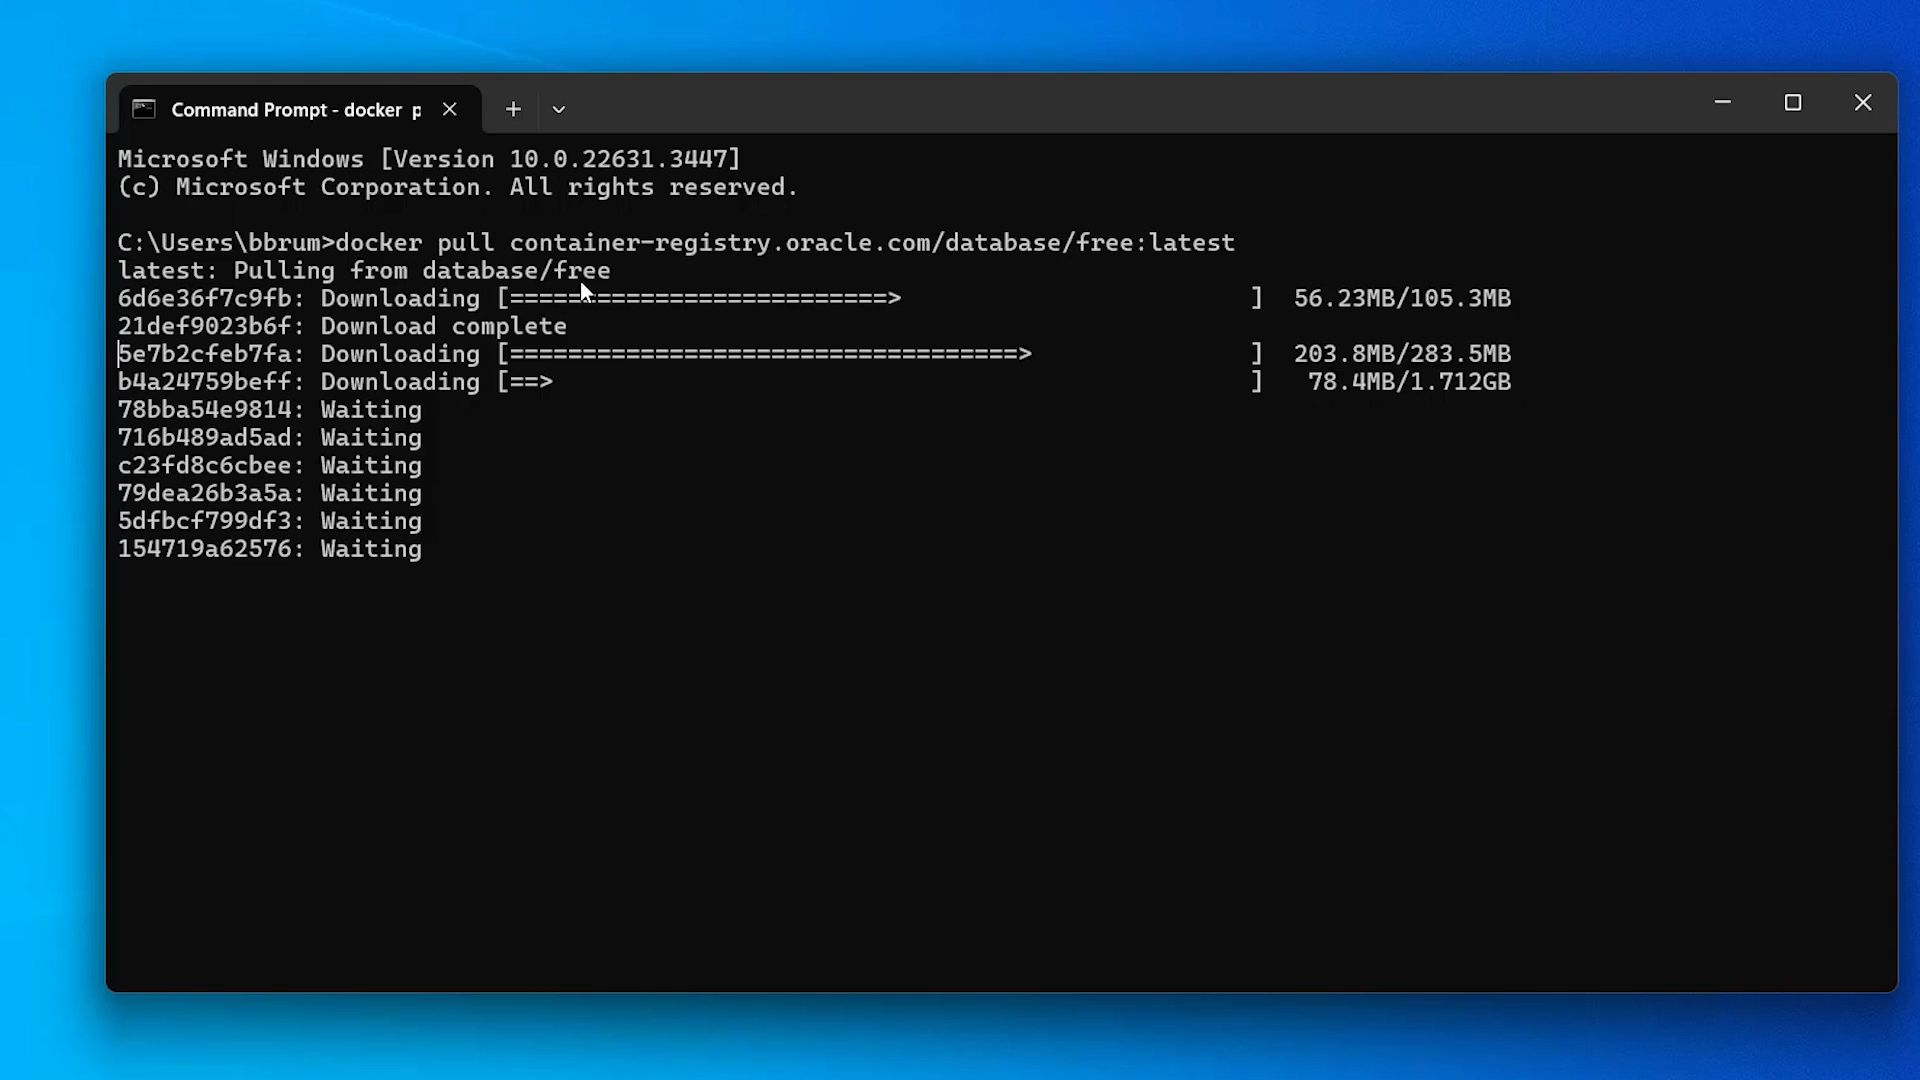 Command Prompt - docker p
Microsoft Windows [Version 10.0.22631.3447]
(c) Microsoft Corporation. All rights reserved.
C:\Users\bbrum>docker pull container-registry.oracle.com/database/free:latest
latest: Pulling from database/free
6d6e36f7c9fb: Downloading [==========================>                        ]  56.23MB/105.3MB
21def9023b6f: Download complete
5e7b2cfeb7fa: Downloading [===================================>               ]  203.8MB/283.5MB
b4a24759beff: Downloading [==>                                                ]   78.4MB/1.712GB
78bba54e9814: Waiting
716b489ad5ad: Waiting
c23fd8c6cbee: Waiting
79dea26b3a5a: Waiting
5dfbcf799df3: Waiting
154719a62576: Waiting